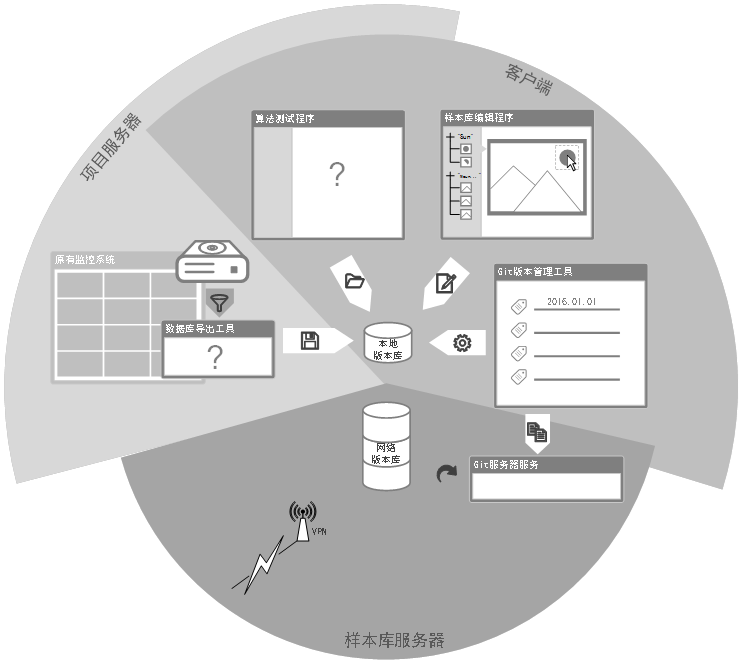 客户端
项目服务器
算法测试程序
?
样本库编辑程序
"Sun"
原有监控系统
数据库导出工具
?
Git版本管理工具
2016.01.01
本地
版本库
网络
版本库
Git服务器服务
VPN
样本库服务器